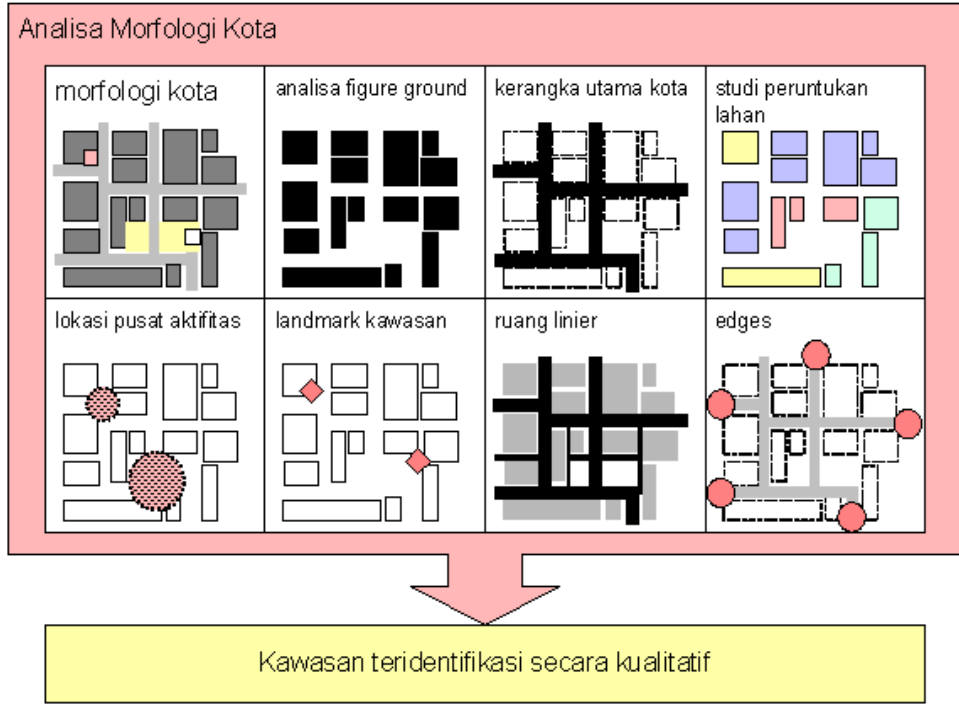 Analisa Morfologi Kota
morfologi kota
analisa figure ground
kerangka utama kota
studi peruntukan
lahan
lokasi pusat aktifitas
landmark kawasan
ruang linier
edges
Kawasan teridentifikasi secara kualitatif